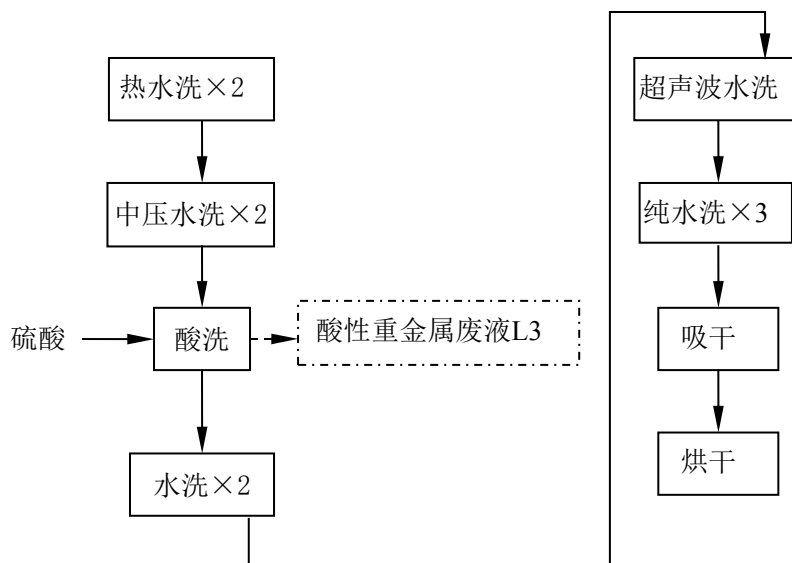 热水洗×2
中压水洗×2
硫酸
酸洗
酸性重金属废液L3
水洗×2
超声波水洗
纯水洗×3
吸干
烘干